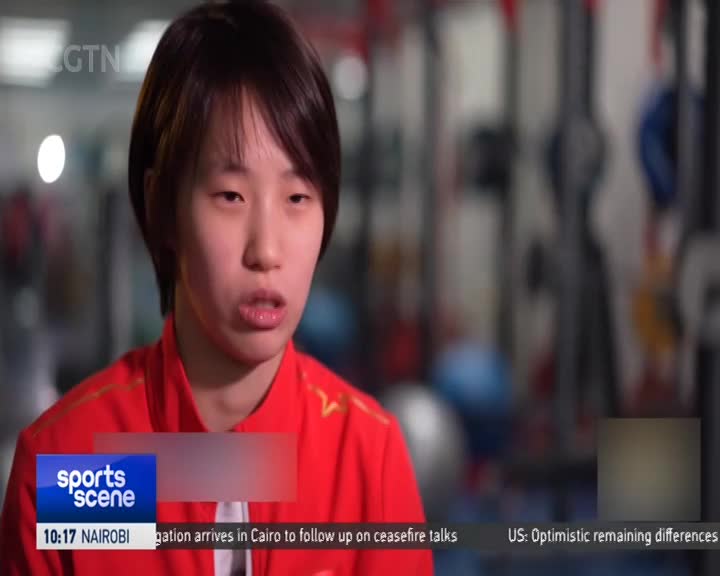 CGTN
sports
scene
10:17 NAIROBI
gation arrives in Cairo to follow up on ceasefire talks US: Optimistic remaining differences